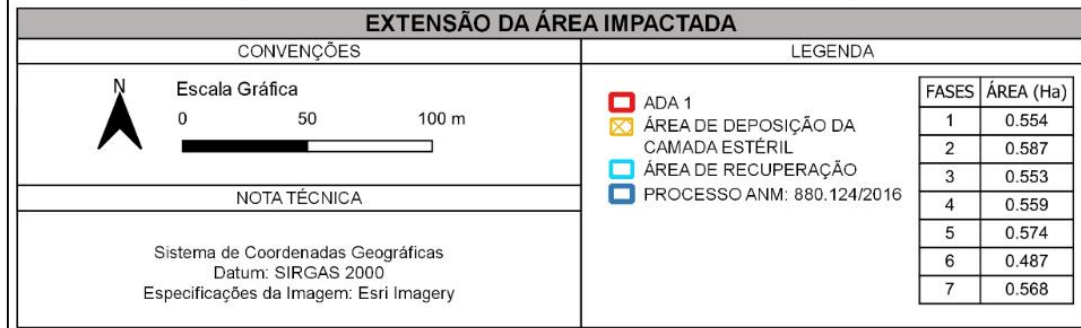 EXTENSÃO DA ÁREA IMPACTADA
CONVENÇÕES
N
Escala Gráfica
0 50 100 m
NOTA TÉCNICA
Sistema de Coordenadas Geográficas
Datum: SIRGAS 2000
Especificações da Imagem: Esri Imagery
LEGENDA
ADA 1
ÁREA DE DEPOSIÇÃO DA
CAMADA ESTÉRIL
ÁREA DE RECUPERAÇÃO
PROCESSO ANM: 880.124/2016
FASES ÁREA (Ha)
1 0.554
2 0.587
3 0.553
4 0.559
5 0.574
6 0.487
7 0.568